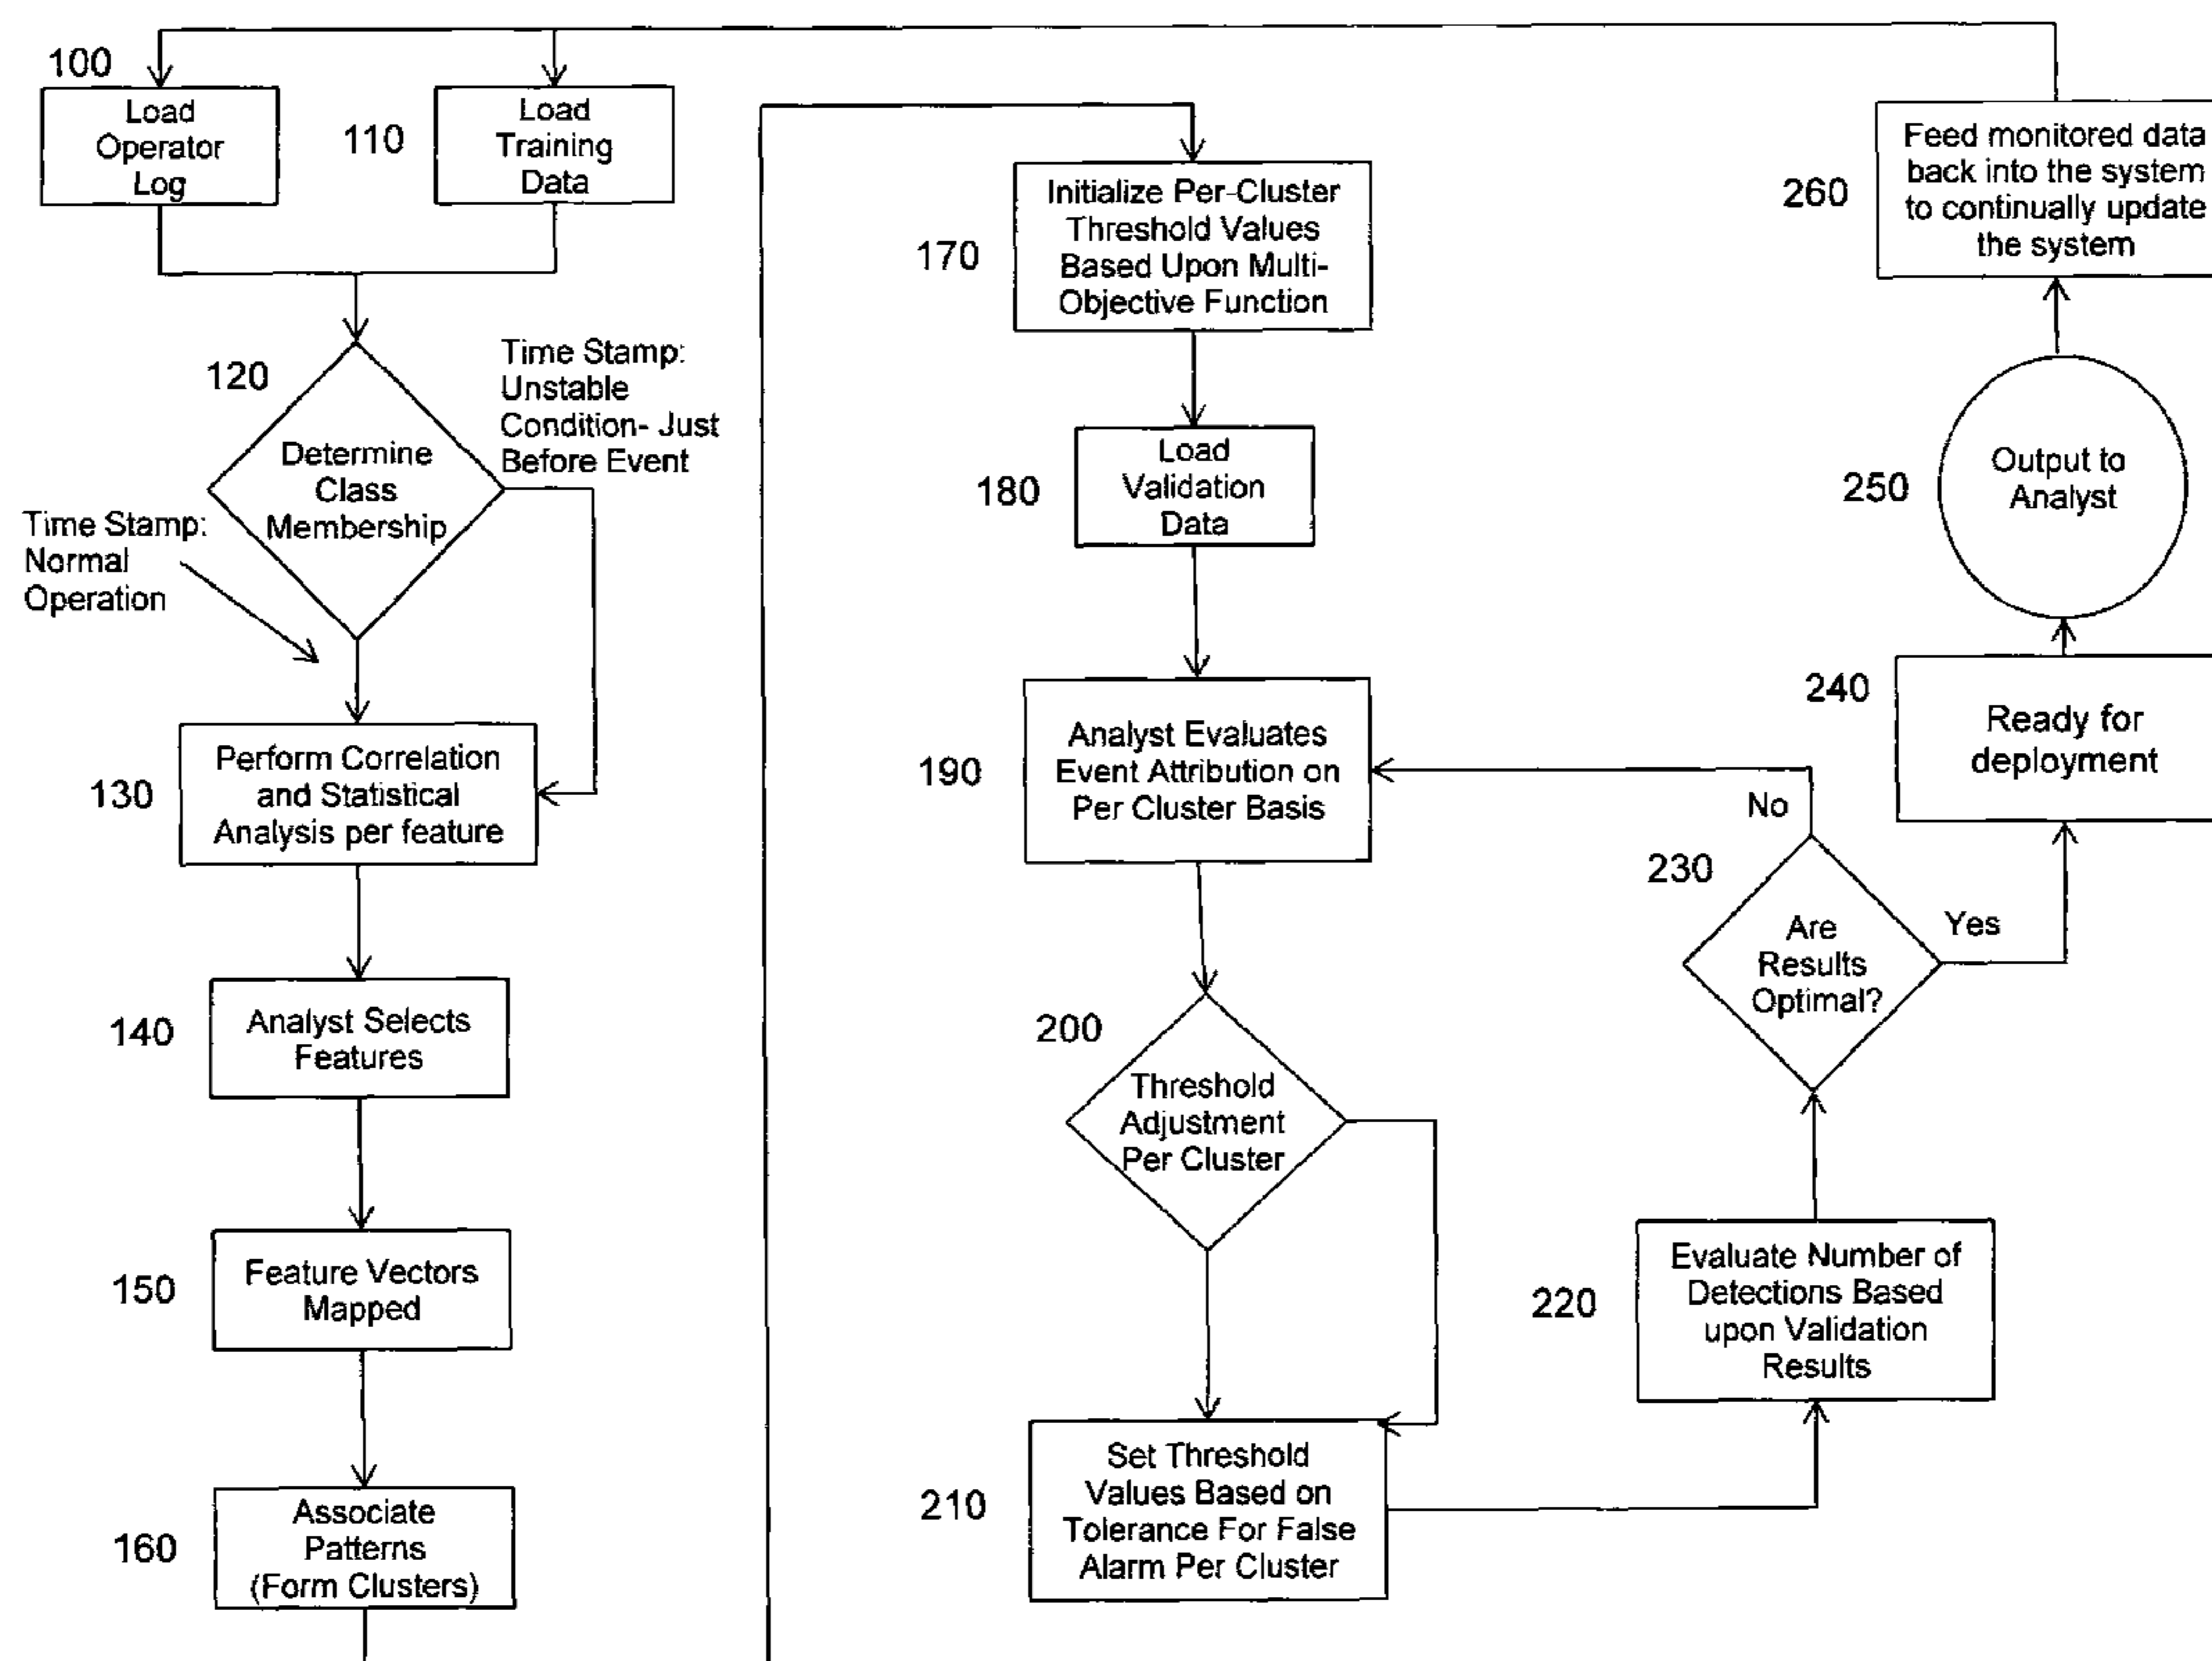 100
Load
Operator
Log
110
Load
Training
Data
120
Determine
Class
Membership
Time Stamp:
Unstable
Condition- Just
Before Event
Time Stamp:
Normal
Operation
130
Perform Correlation
and Statistical
Analysis per feature
140
Analyst Selects
Features
150
Feature Vectors
Mapped
160
Associate
Patterns
(Form Clusters)
170
Initialize Per-Cluster
Threshold Values
Based Upon Multi-
Objective Function
180
Load
Validation
Data
190
Analyst Evaluates
Event Attribution on
Per Cluster Basis
200
Threshold
Adjustment
Per Cluster
210
Set Threshold
Values Based on
Tolerance For False
Alarm Per Cluster
220
Evaluate Number of
Detections Based
upon Validation
Results
230
Are
Results
Optimal?
No
Yes
240
Ready for
deployment
250
Output to
Analyst
260
Feed monitored data
back into the system
to continually update
the system